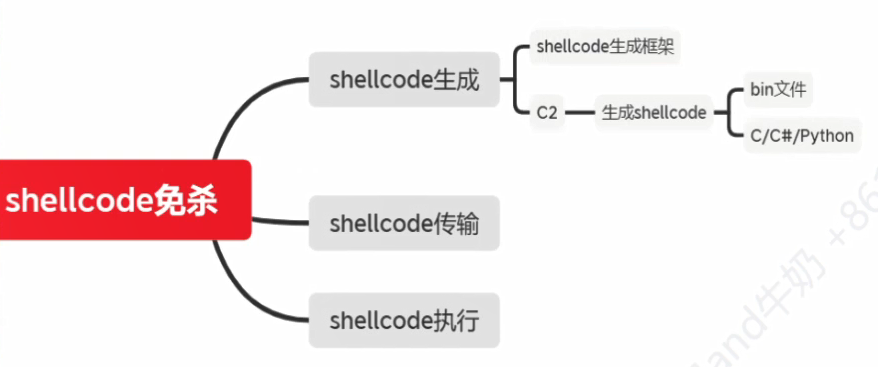 shellcode免杀
shellcode生成
shellcode生成框架
C2
生成shellcode
bin文件
C/C#/Python
shellcode传输
shellcode执行
and牛奶 +86